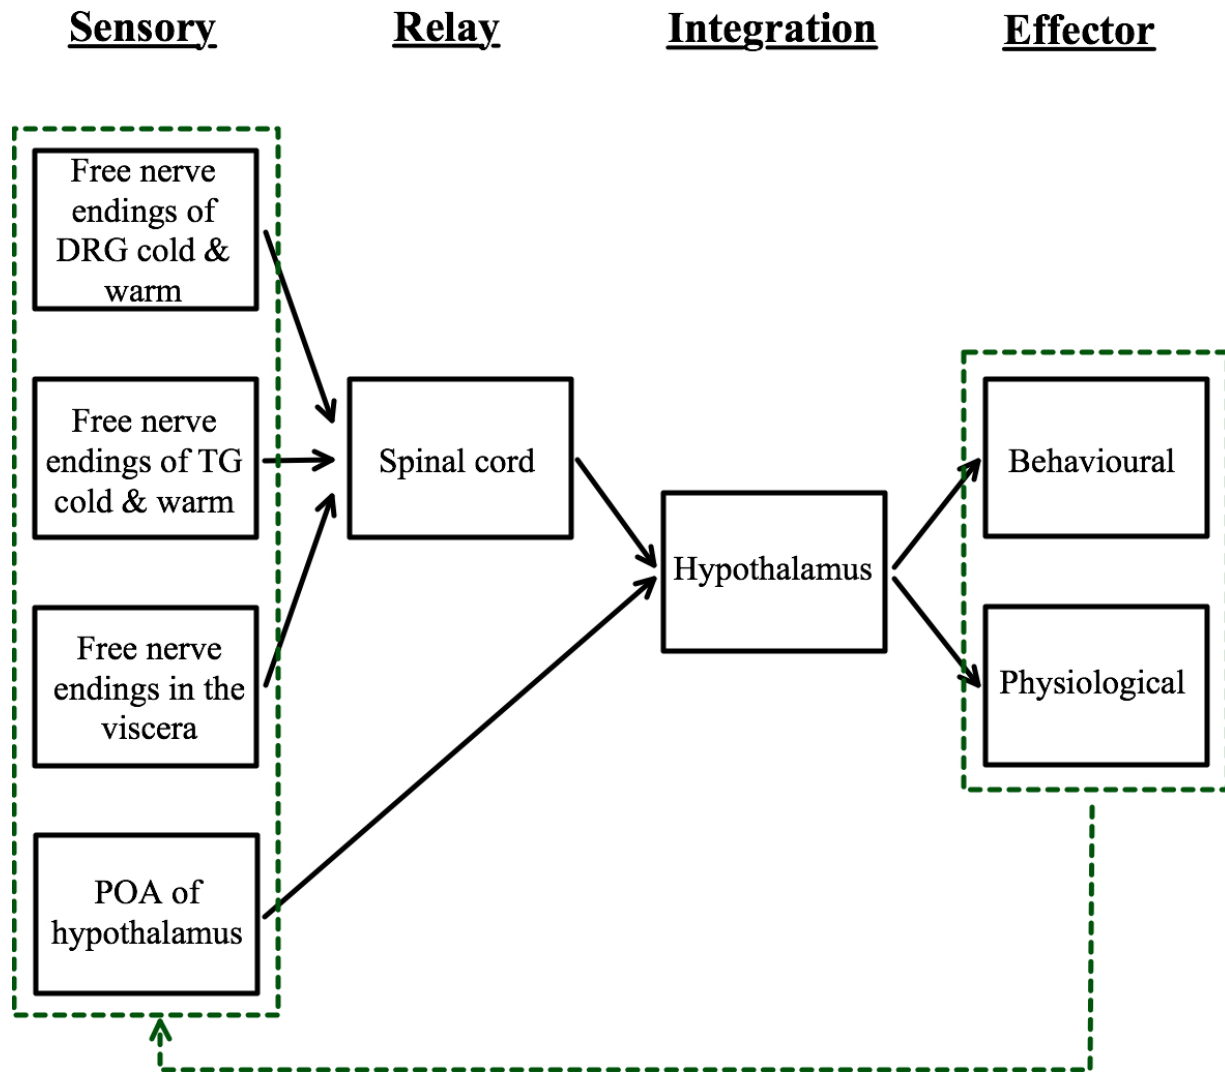 Sensory
Relay
Integration
Effector
Free nerve
endings of
DRG cold &
warm
Free nerve
endings of TG
cold & warm
Free nerve
endings in the
viscera
POA of
hypothalamus
Spinal cord
Hypothalamus
Behavioural
Physiological